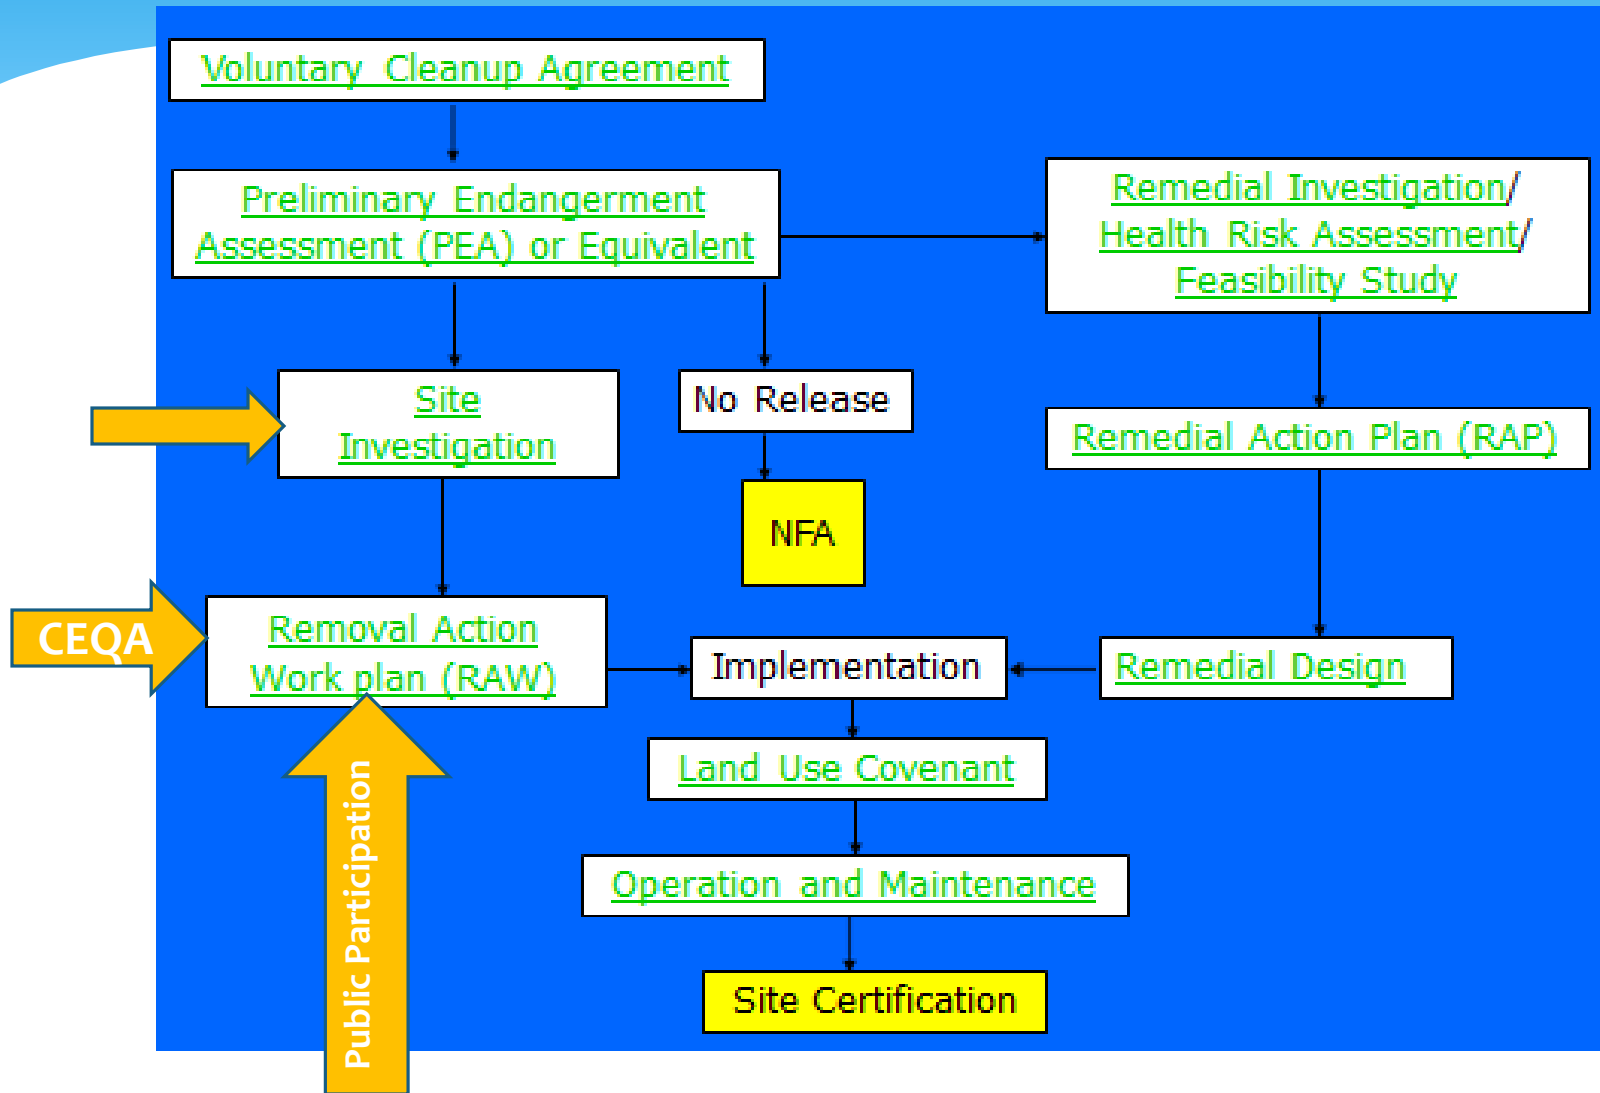 Voluntary Cleanup Agreement
Preliminary Endangerment
Assessment (PEA) or Equivalent
Remedial Investigation/
Health Risk Assessment/
Feasibility Study
Site
Investigation
No Release
Remedial Action Plan (RAP)
NFA
CEQA
Removal Action
Work plan (RAW)
Implementation
Remedial Design
Land Use Covenant
Public Participation
Operation and Maintenance
Site Certification